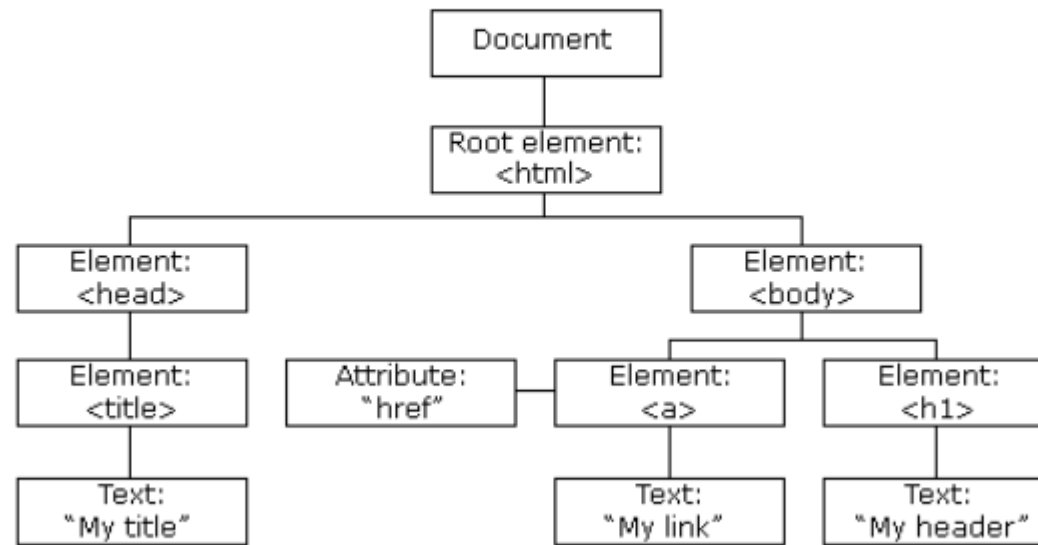 Document
Root element:
<html>
Element:
<head>
Element:
<body>
Element:
<title>
Attribute:
“href”
Element:
<a>
Element:
<h1>
Text:
“My title”
Text:
“My link”
Text:
“My header”